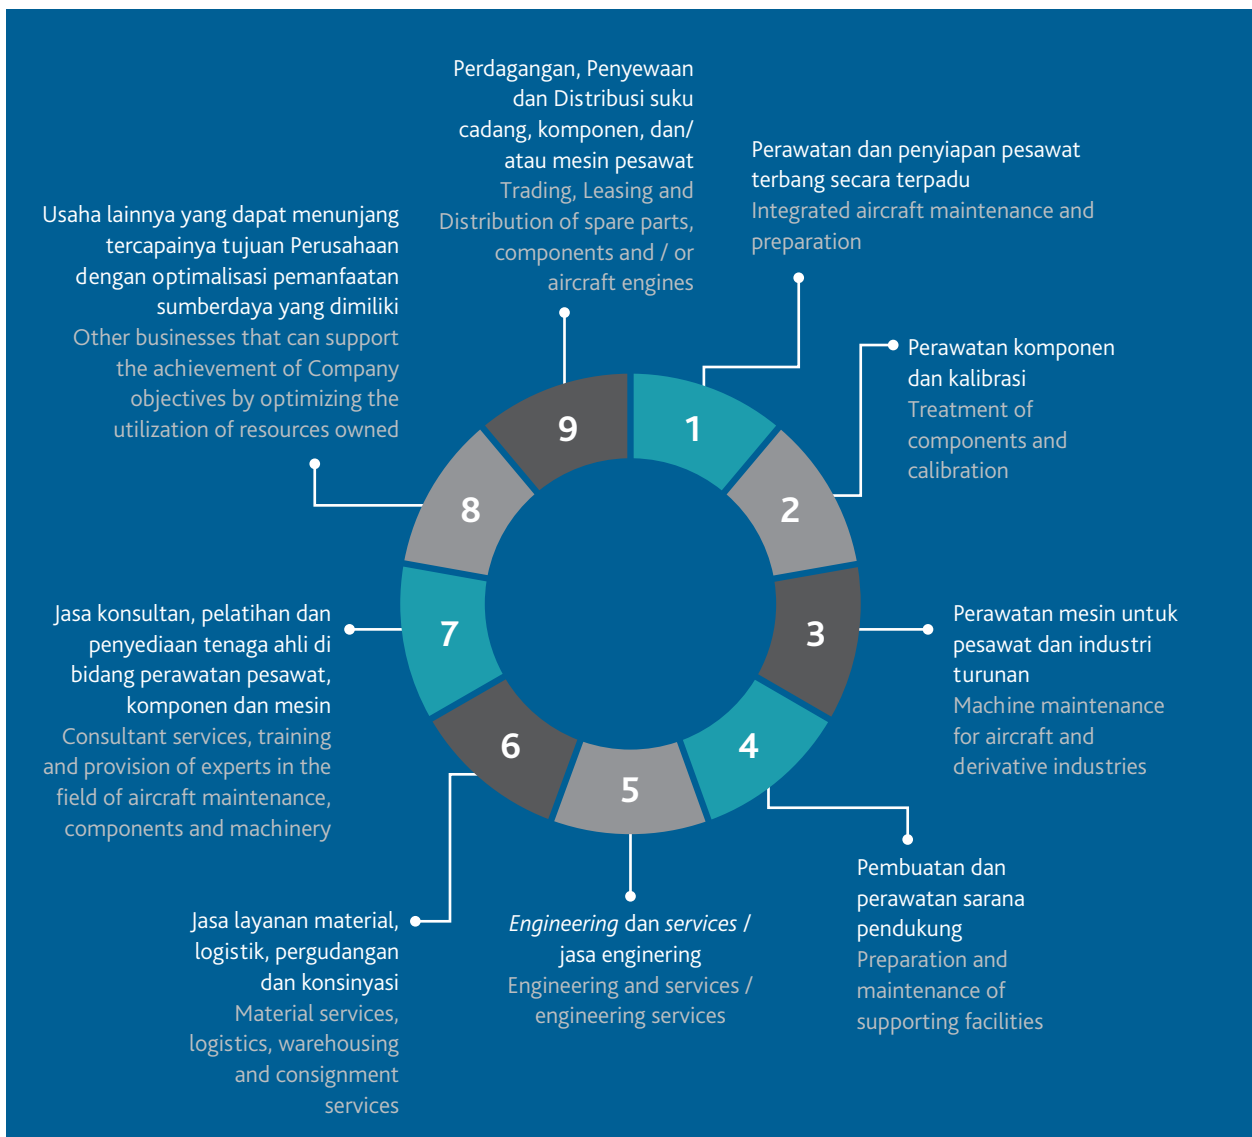 Perdagangan, Penyewaan
dan Distribusi suku
cadang, komponen, dan/
atau mesin pesawat
Trading, Leasing and
Distribution of spare parts,
components and / or
aircraft engines
Perawatan dan penyiapan pesawat
terbang secara terpadu
Integrated aircraft maintenance and
preparation
Usaha lainnya yang dapat menunjang
tercapainya tujuan Perusahaan
dengan optimalisasi pemanfaatan
sumberdaya yang dimiliki
Other businesses that can support
the achievement of Company
objectives by optimizing the
utilization of resources owned
Perawatan komponen
dan kalibrasi
Treatment of
components and
calibration
9
1
8
2
7
3
6
4
5
Jasa konsultan, pelatihan dan
penyediaan tenaga ahli di
bidang perawatan pesawat,
komponen dan mesin
Consultant services, training
and provision of experts in the
field of aircraft maintenance,
components and machinery
Perawatan mesin untuk
pesawat dan industri
turunan
Machine maintenance
for aircraft and
derivative industries
Jasa layanan material,
logistik, pergudangan
dan konsinyasi
Material services,
logistics, warehousing
and consignment
services
Engineering dan services /
jasa enginering
Engineering and services /
engineering services
Pembuatan dan
perawatan sarana
pendukung
Preparation and
maintenance of
supporting facilities